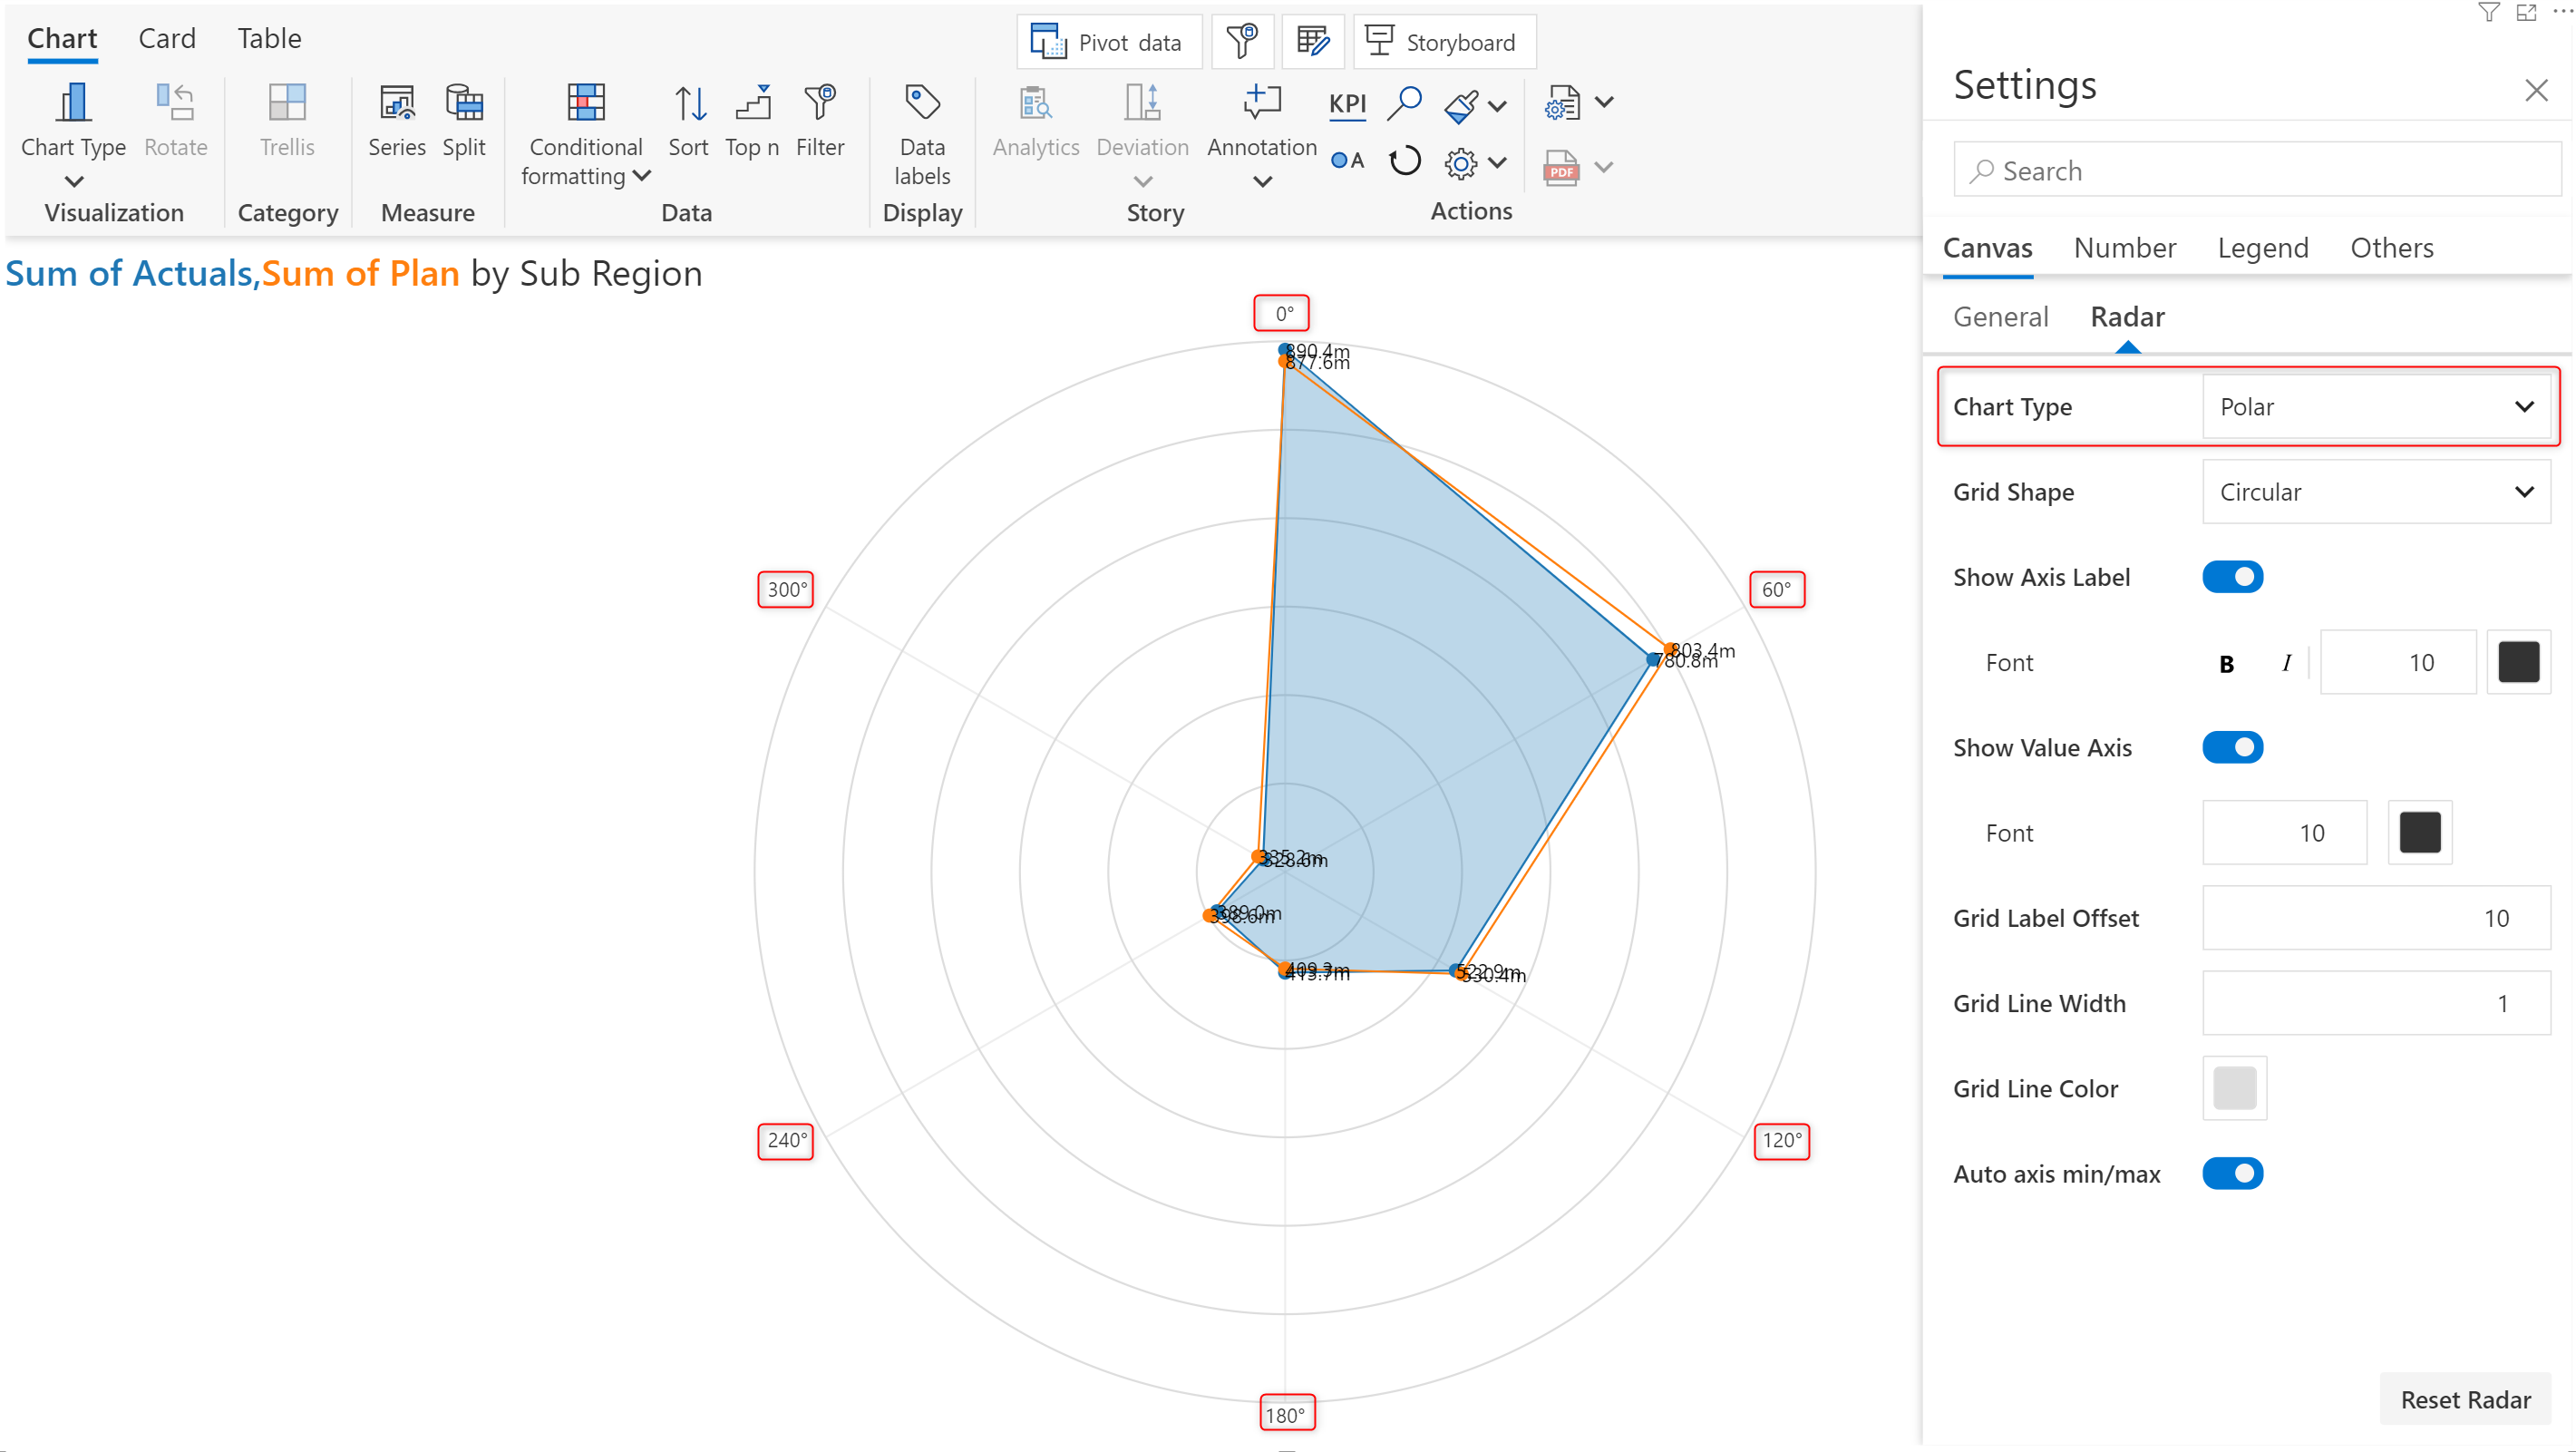 Chart Card Table
Pivot data
Storyboard
Chart Type
Rotate
Visualization
Trellis
Category
Series
Split
Measure
Conditional
formatting
Sort
Top n
Filter
Data
Data
labels
Display
Analytics
Deviation
Annotation
Story
KPI
A
PDF
Actions
Sum of Actuals,Sum of Plan by Sub Region
0°
890.4m
877.6m
300°
60°
803.4m
780.8m
335.2m
328.6m
389.0m
398.6m
409.3m
413.7m
522.9m
530.4m
240°
120°
180°
Settings
Search
Canvas Number Legend Others
General Radar
Chart Type Polar
Grid Shape Circular
Show Axis Label
Font B I 10
Show Value Axis
Font 10
Grid Label Offset 10
Grid Line Width 1
Grid Line Color
Auto axis min/max
Reset Radar